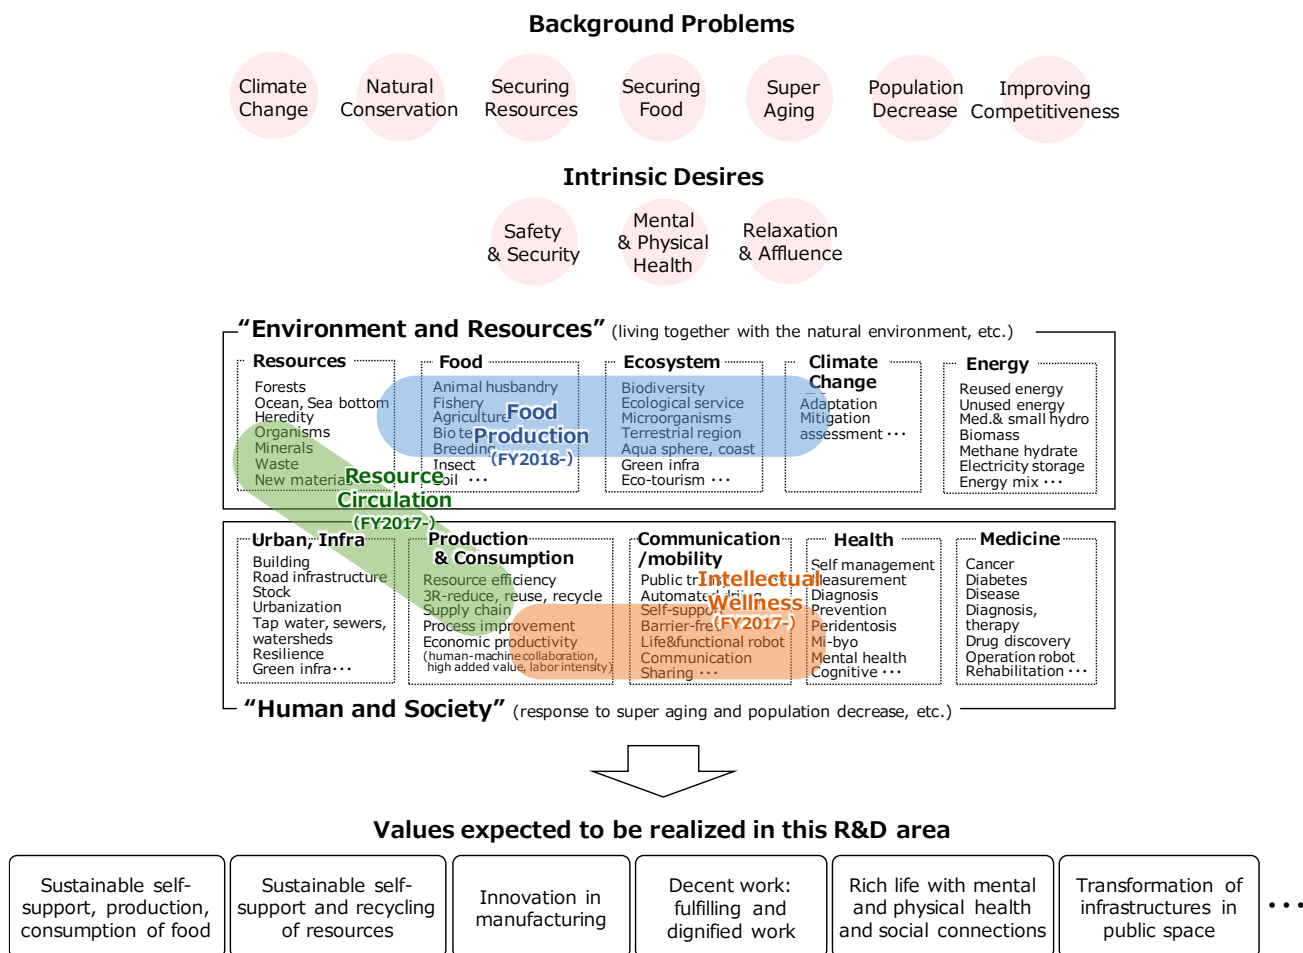 Background Problems
Climate
Change
Natural
Conservation
Securing
Resources
Securing
Food
Super
Aging
Population
Decrease
Improving
Competitiveness
Intrinsic Desires
Safety
& Security
Mental
& Physical
Health
Relaxation
& Affluence
“Environment and Resources” (living together with the natural environment, etc.)
Resources
Forests
Ocean, Sea bottom
Heredity
Organisms
Minerals
Waste
New materials
Food
Animal husbandry
Fishery
Agriculture
Bio te
Breeding
Insect
Soil ···
Ecosystem
Biodiversity
Ecological service
Microorganisms
Terrestrial region
Aqua sphere, coast
Green infra
Eco-tourism ···
Climate
Change
Adaptation
Mitigation
assessment ···
Energy
Reused energy
Unused energy
Med.& small hydro
Biomass
Methane hydrate
Electricity storage
Energy mix ···
Food
Production
(FY2018-)
Resource
Circulation
(FY2017-)
Urban, Infra
Building
Road infrastructure
Stock
Urbanization
Tap water, sewers,
watersheds
Resilience
Green infra···
Production
& Consumption
Resource efficiency
3R-reduce, reuse, recycle
Supply chain
Process improvement
Economic productivity
(human-machine collaboration,
high added value, labor intensity)
Communication
/mobility
Public
Automated driving
Self-support
Barrier-free
Life&functional robot
Communication
Sharing ···
Health
Self management
Measurement
Diagnosis
Prevention
Peridentosis
Mi-byo
Mental health
Cognitive ···
Medicine
Cancer
Diabetes
Disease
Diagnosis,
therapy
Drug discovery
Operation robot
Rehabilitation ···
Intellectual
Wellness
(FY2017-)
“Human and Society” (response to super aging and population decrease, etc.)
Values expected to be realized in this R&D area
Sustainable self-
support, production,
consumption of food
Sustainable self-
support and recycling
of resources
Innovation in
manufacturing
Decent work:
fulfilling and
dignified work
Rich life with mental
and physical health
and social connections
Transformation of
infrastructures in
public space
···